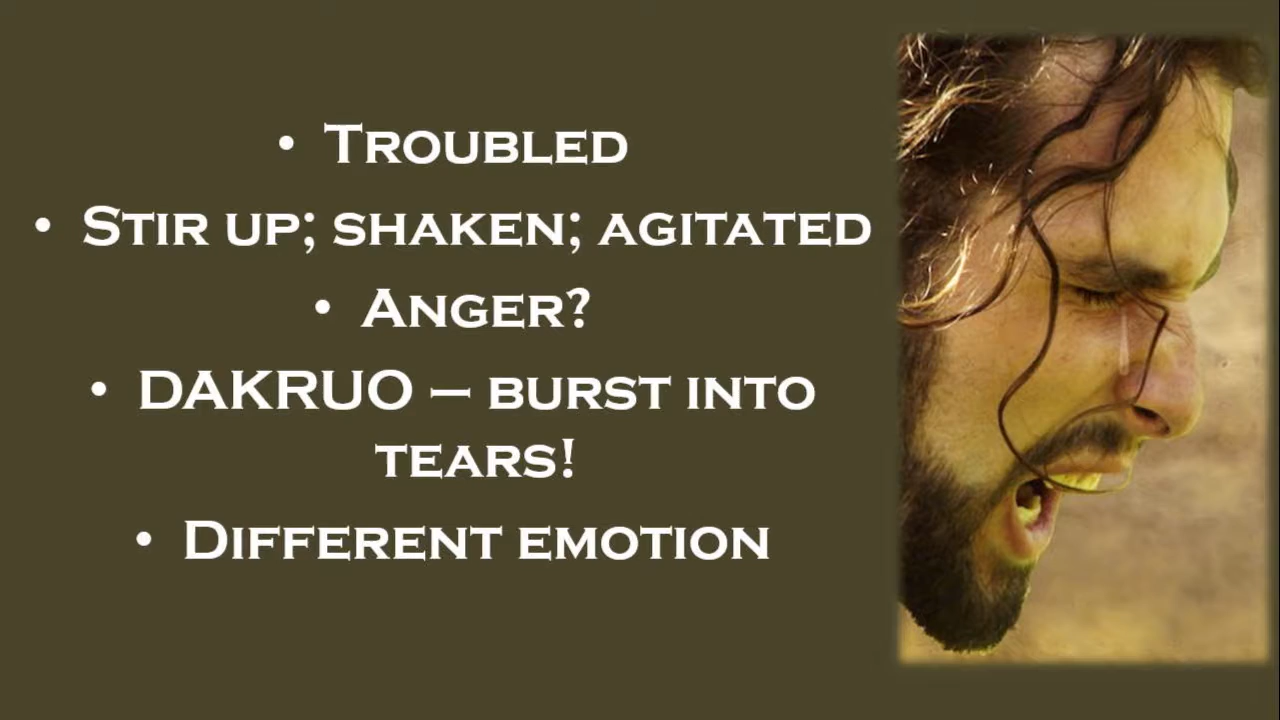 • Troubled
• Stir up; shaken; agitated
• Anger?
• DAKRUO – burst into
tears!
• Different emotion